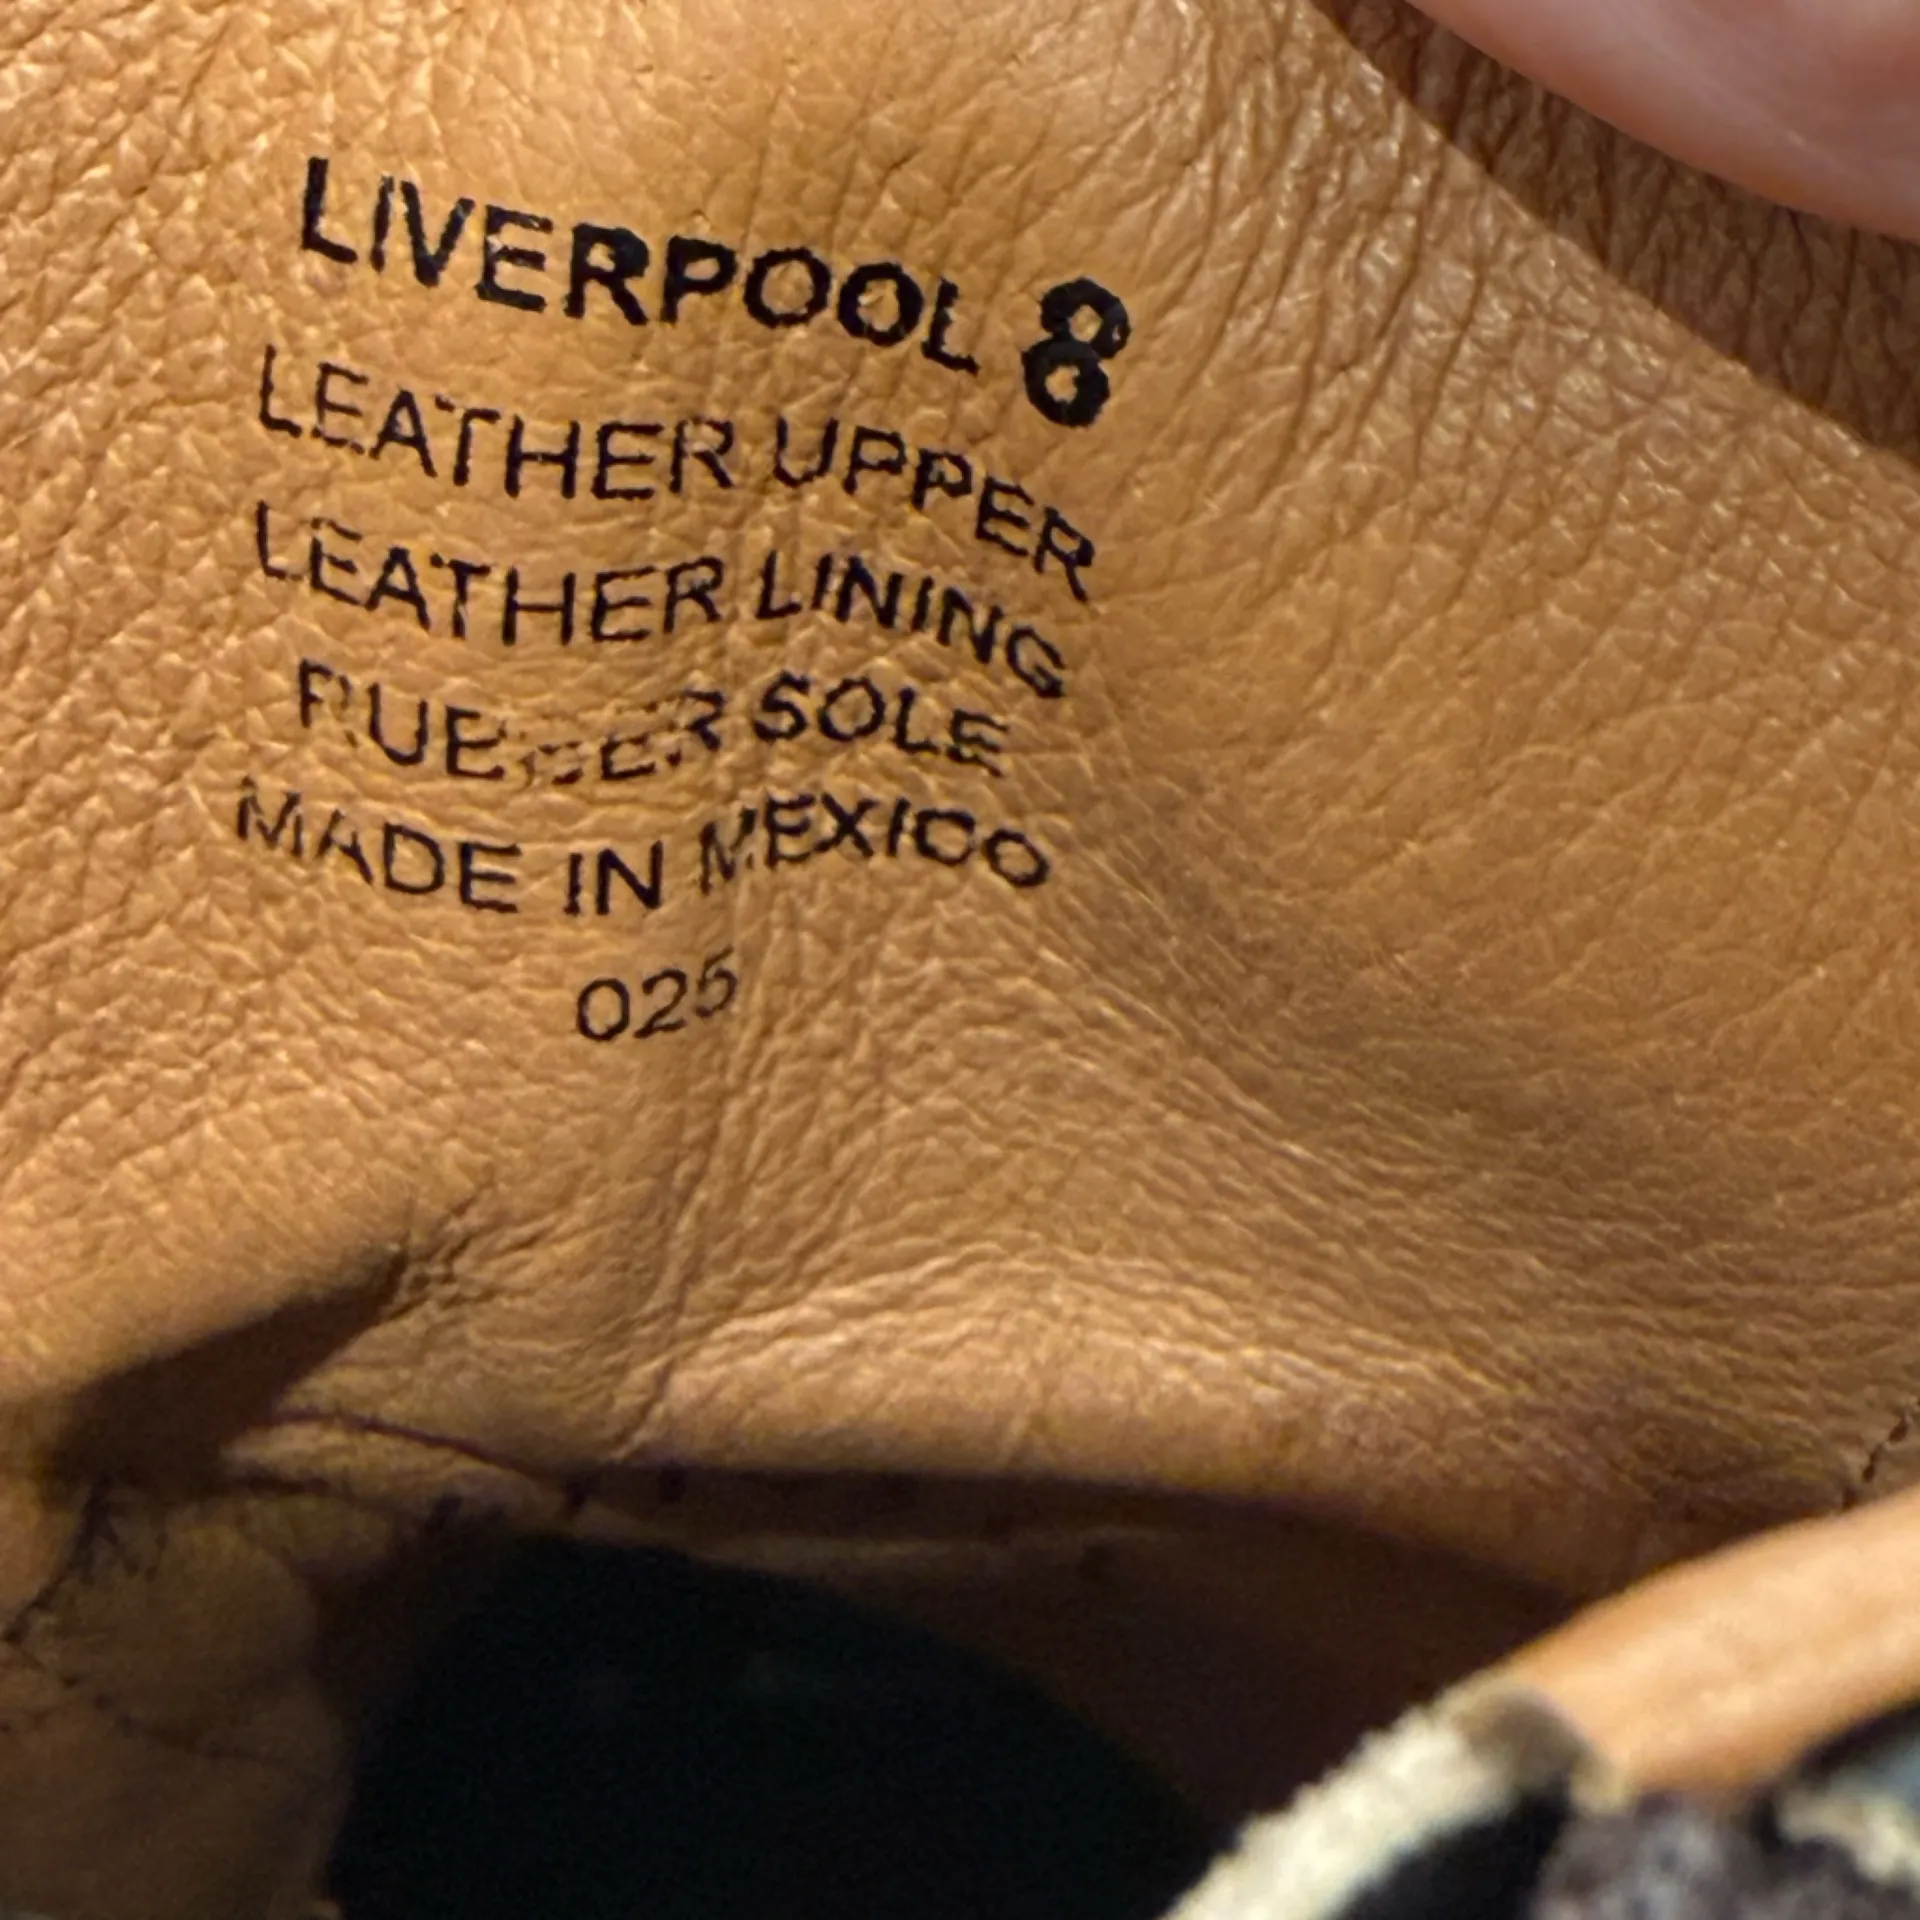 LIVERPOOL 8
LEATHER UPPER
LEATHER LINING
RUBBER SOLE
MADE IN MEXICO
025